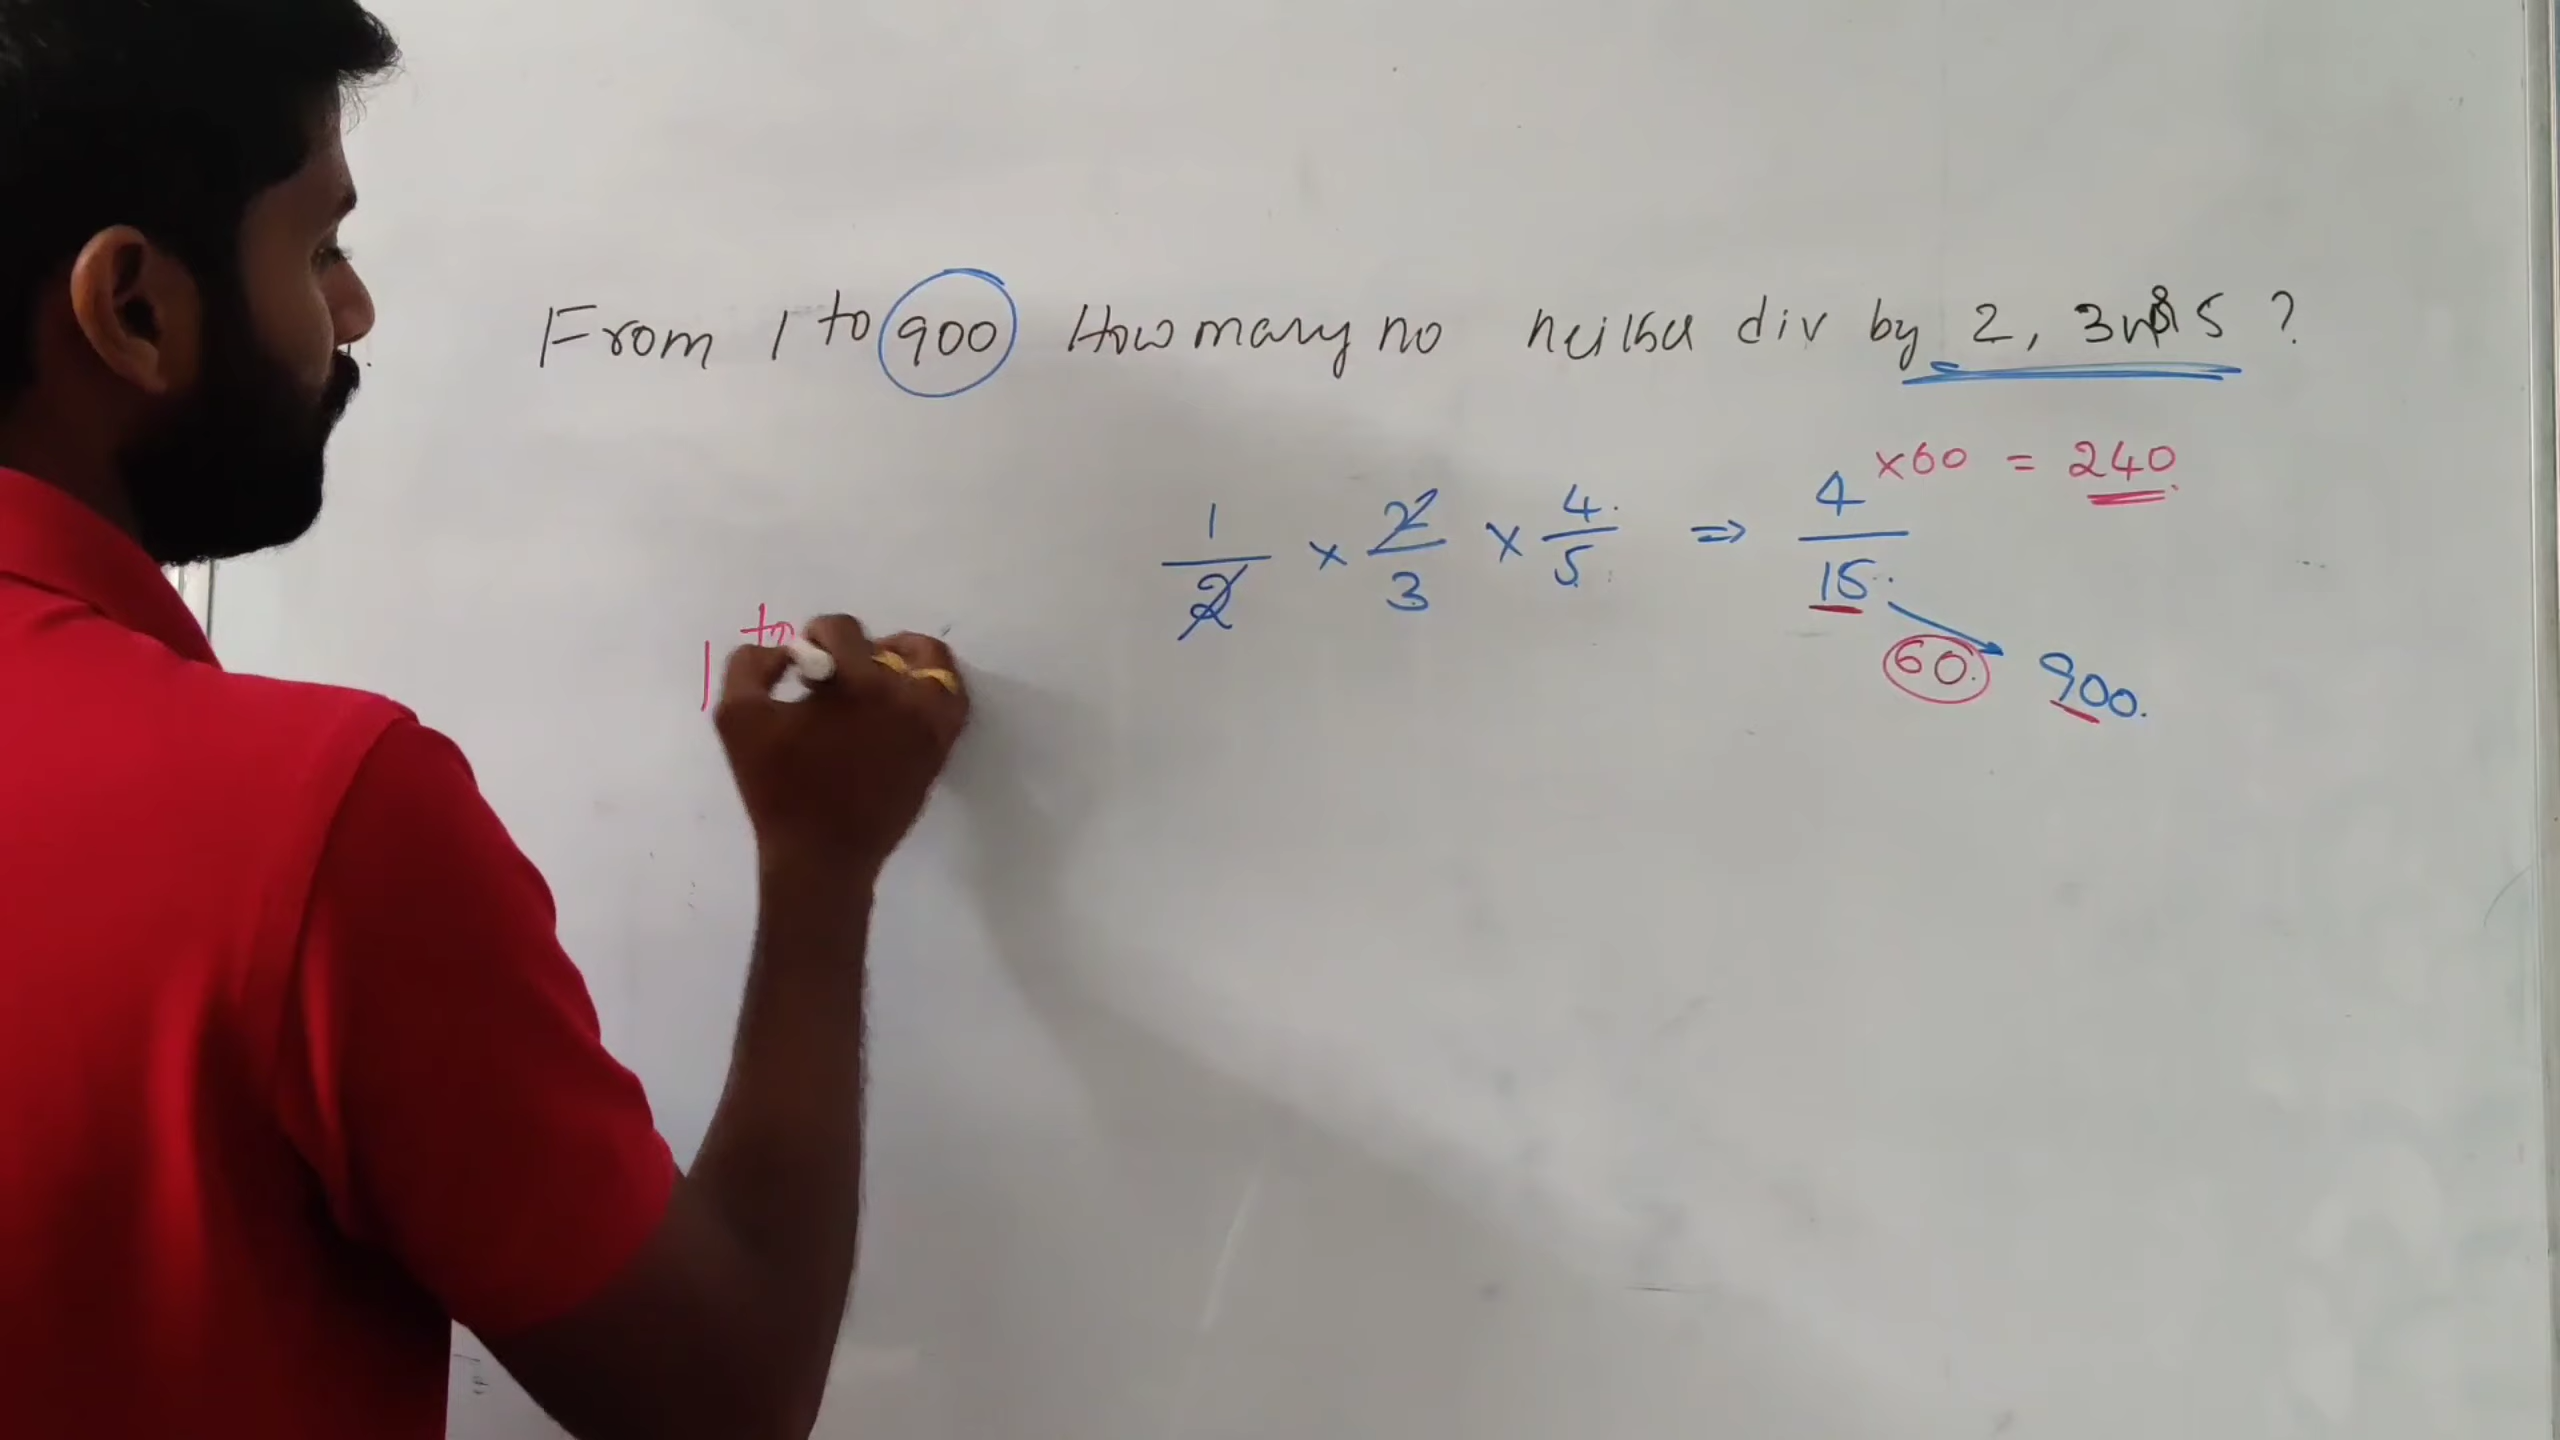 From 1 to 900 How many no neither div by 2, 3 5 ?
1/2 × 2/3 × 4/5 ⇒ 4/15 ×60 = 240
60 900.
1 to